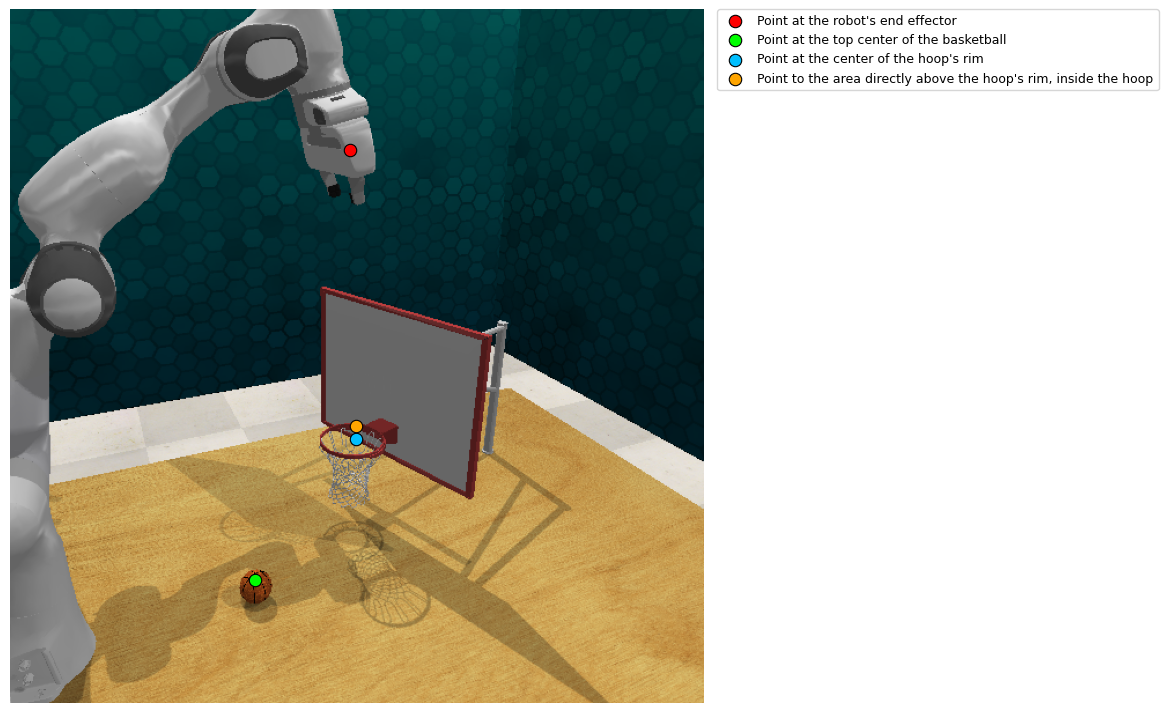 Point at the robot's end effector
Point at the top center of the basketball
Point at the center of the hoop's rim
Point to the area directly above the hoop's rim, inside the hoop